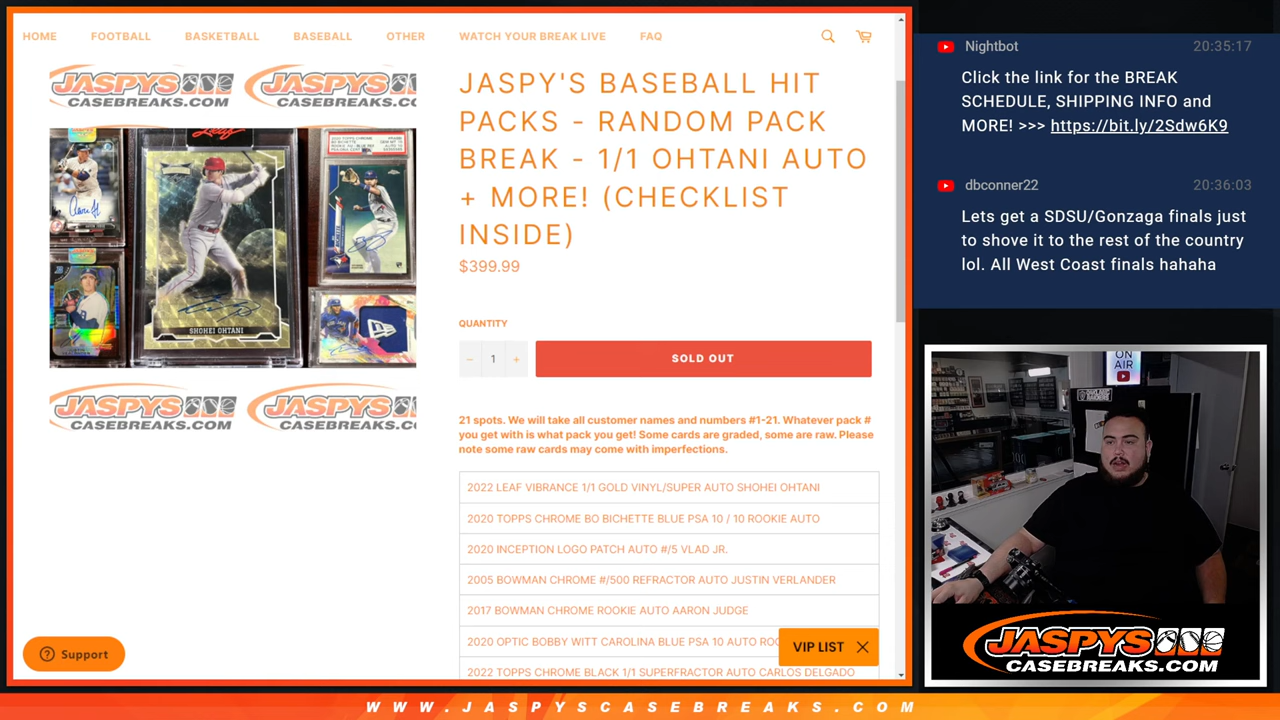 HOME FOOTBALL BASKETBALL BASEBALL OTHER WATCH YOUR BREAK LIVE FAQ
JASPYS
CASEBREAKS.COM
JASPYS
CASEBREAKS.CO
Leaf
SHOHEI OHTANI
JASPYS
CASEBREAKS.COM
JASPYS
CASEBREAKS.CO
JASPY'S BASEBALL HIT
PACKS - RANDOM PACK
BREAK - 1/1 OHTANI AUTO
+ MORE! (CHECKLIST
INSIDE)
$399.99
QUANTITY
− 1 +
SOLD OUT
21 spots. We will take all customer names and numbers #1-21. Whatever pack #
you get with is what pack you get! Some cards are graded, some are raw. Please
note some raw cards may come with imperfections.
2022 LEAF VIBRANCE 1/1 GOLD VINYL/SUPER AUTO SHOHEI OHTANI
2020 TOPPS CHROME BO BICHETTE BLUE PSA 10 / 10 ROOKIE AUTO
2020 INCEPTION LOGO PATCH AUTO #/5 VLAD JR.
2005 BOWMAN CHROME #/500 REFRACTOR AUTO JUSTIN VERLANDER
2017 BOWMAN CHROME ROOKIE AUTO AARON JUDGE
2020 OPTIC BOBBY WITT CAROLINA BLUE PSA 10 AUTO
2022 TOPPS CHROME BLACK 1/1 SUPERFRACTOR AUTO CARLOS DELGADO
VIP LIST
Support
Nightbot 20:35:17
Click the link for the BREAK
SCHEDULE, SHIPPING INFO and
MORE! >>> https://bit.ly/2Sdw6K9
dbconner22 20:36:03
Lets get a SDSU/Gonzaga finals just
to shove it to the rest of the country
lol. All West Coast finals hahaha
ON
AIR
JASPYS
CASEBREAKS.COM
WWW.JASPYSCASEBREAKS.COM